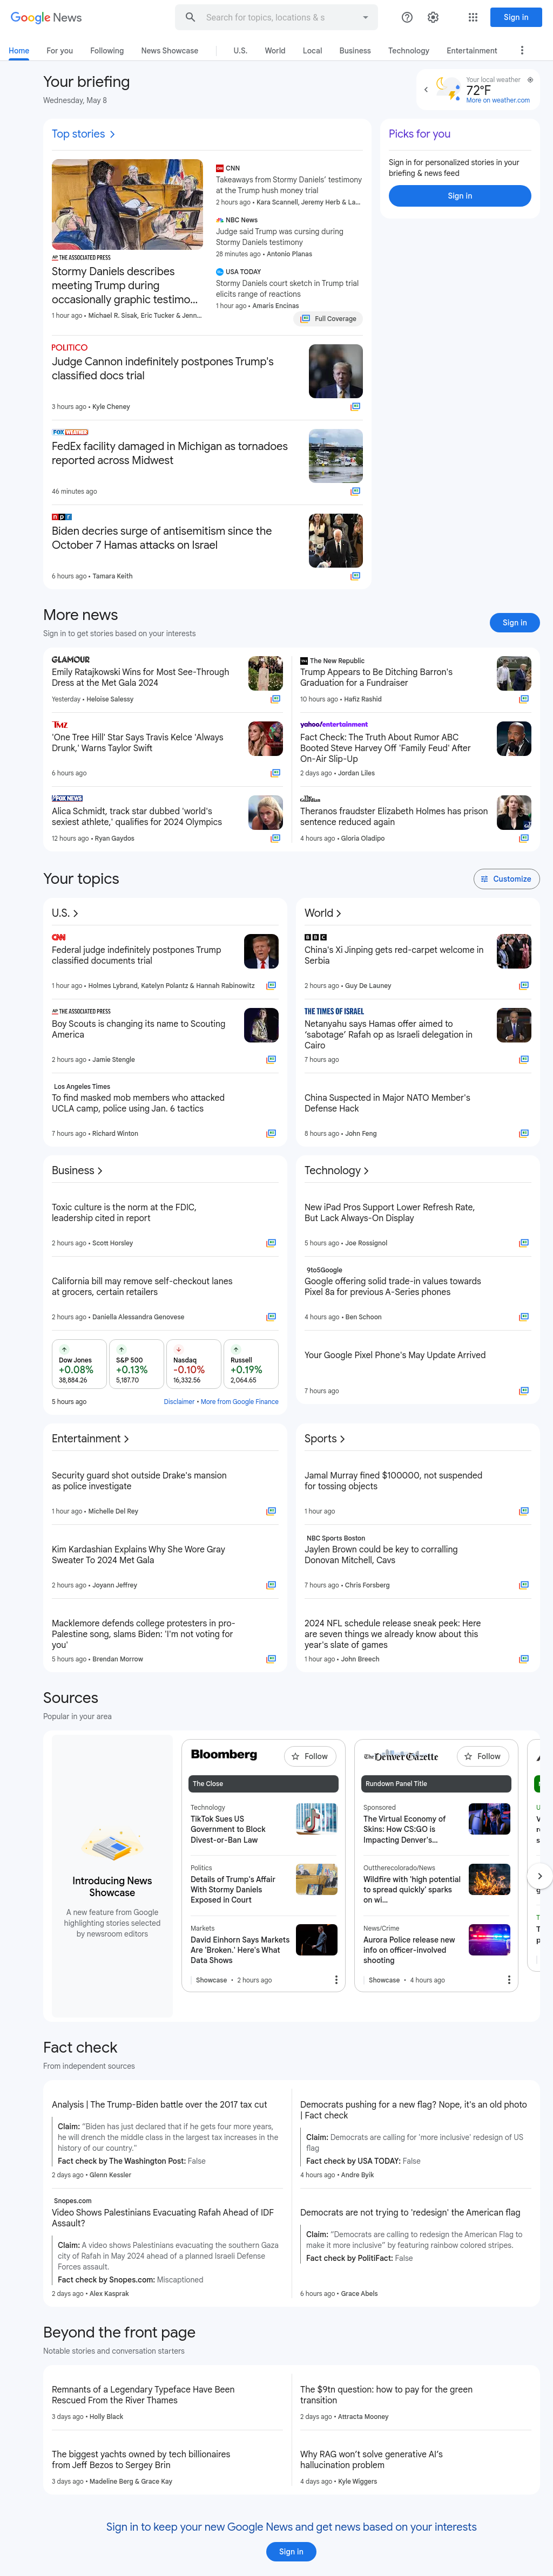 Google News
Search for topics, locations & s
Sign in
Home
For you
Following
News Showcase
U.S.
World
Local
Business
Technology
Entertainment
Your briefing
Wednesday, May 8
Your local weather
72°F
More on weather.com
Top stories
THE ASSOCIATED PRESS
Stormy Daniels describes
meeting Trump during
occasionally graphic testimo...
1 hour ago • Michael R. Sisak, Eric Tucker & Jenn...
CNN
Takeaways from Stormy Daniels' testimony
at the Trump hush money trial
2 hours ago • Kara Scannell, Jeremy Herb & La...
NBC News
Judge said Trump was cursing during
Stormy Daniels testimony
28 minutes ago • Antonio Planas
USA TODAY
Stormy Daniels court sketch in Trump trial
elicits range of reactions
1 hour ago • Amaris Encinas
Full Coverage
POLITICO
Judge Cannon indefinitely postpones Trump's
classified docs trial
3 hours ago • Kyle Cheney
FOX WEATHER
FedEx facility damaged in Michigan as tornadoes
reported across Midwest
46 minutes ago
npr
Biden decries surge of antisemitism since the
October 7 Hamas attacks on Israel
6 hours ago • Tamara Keith
Picks for you
Sign in for personalized stories in your
briefing & news feed
Sign in
More news
Sign in to get stories based on your interests
Sign in
GLAMOUR
Emily Ratajkowski Wins for Most See-Through
Dress at the Met Gala 2024
Yesterday • Heloise Salessy
TMZ
'One Tree Hill' Star Says Travis Kelce 'Always
Drunk,' Warns Taylor Swift
6 hours ago
FOX NEWS
Alica Schmidt, track star dubbed 'world's
sexiest athlete,' qualifies for 2024 Olympics
12 hours ago • Ryan Gaydos
The New Republic
Trump Appears to Be Ditching Barron's
Graduation for a Fundraiser
10 hours ago • Hafiz Rashid
yahoo!entertainment
Fact Check: The Truth About Rumor ABC
Booted Steve Harvey Off 'Family Feud' After
On-Air Slip-Up
2 days ago • Jordan Liles
The Guardian
Theranos fraudster Elizabeth Holmes has prison
sentence reduced again
4 hours ago • Gloria Oladipo
Your topics
Customize
U.S.
CNN
Federal judge indefinitely postpones Trump
classified documents trial
1 hour ago • Holmes Lybrand, Katelyn Polantz & Hannah Rabinowitz
THE ASSOCIATED PRESS
Boy Scouts is changing its name to Scouting
America
2 hours ago • Jamie Stengle
Los Angeles Times
To find masked mob members who attacked
UCLA camp, police using Jan. 6 tactics
7 hours ago • Richard Winton
World
BBC
China's Xi Jinping gets red-carpet welcome in
Serbia
2 hours ago • Guy De Launey
THE TIMES OF ISRAEL
Netanyahu says Hamas offer aimed to
'sabotage' Rafah op as Israeli delegation in
Cairo
7 hours ago
China Suspected in Major NATO Member's
Defense Hack
8 hours ago • John Feng
Business
Toxic culture is the norm at the FDIC,
leadership cited in report
2 hours ago • Scott Horsley
California bill may remove self-checkout lanes
at grocers, certain retailers
2 hours ago • Daniella Alessandra Genovese
Dow Jones
+0.08%
38,884.26
S&P 500
+0.13%
5,187.70
Nasdaq
-0.10%
16,332.56
Russell
+0.19%
2,064.65
5 hours ago
Disclaimer • More from Google Finance
Technology
New iPad Pros Support Lower Refresh Rate,
But Lack Always-On Display
5 hours ago • Joe Rossignol
9to5Google
Google offering solid trade-in values towards
Pixel 8a for previous A-Series phones
4 hours ago • Ben Schoon
Your Google Pixel Phone's May Update Arrived
7 hours ago
Entertainment
Security guard shot outside Drake's mansion
as police investigate
1 hour ago • Michelle Del Rey
Kim Kardashian Explains Why She Wore Gray
Sweater To 2024 Met Gala
2 hours ago • Joyann Jeffrey
Macklemore defends college protesters in pro-
Palestine song, slams Biden: 'I'm not voting for
you'
5 hours ago • Brendan Morrow
Sports
Jamal Murray fined $100000, not suspended
for tossing objects
1 hour ago
NBC Sports Boston
Jaylen Brown could be key to corralling
Donovan Mitchell, Cavs
7 hours ago • Chris Forsberg
2024 NFL schedule release sneak peek: Here
are seven things we already know about this
year's slate of games
1 hour ago • John Breech
Sources
Popular in your area
Introducing News
Showcase
A new feature from Google
highlighting stories selected
by newsroom editors
Bloomberg
Follow
The Close
Technology
TikTok Sues US
Government to Block
Divest-or-Ban Law
Politics
Details of Trump's Affair
With Stormy Daniels
Exposed in Court
Markets
David Einhorn Says Markets
Are 'Broken.' Here's What
Data Shows
Showcase • 2 hours ago
The Denver Gazette
Follow
Rundown Panel Title
Sponsored
The Virtual Economy of
Skins: How CS:GO is
Impacting Denver's...
Outtherecolorado/News
Wildfire with 'high potential
to spread quickly' sparks
on wi...
News/Crime
Aurora Police release new
info on officer-involved
shooting
Showcase • 4 hours ago
Fact check
From independent sources
Analysis | The Trump-Biden battle over the 2017 tax cut
Claim: "Biden has just declared that if he gets four more years,
he will drench the middle class in the largest tax increases in the
history of our country."
Fact check by The Washington Post: False
2 days ago • Glenn Kessler
Snopes.com
Video Shows Palestinians Evacuating Rafah Ahead of IDF
Assault?
Claim: A video shows Palestinians evacuating the southern Gaza
city of Rafah in May 2024 ahead of a planned Israeli Defense
Forces assault.
Fact check by Snopes.com: Miscaptioned
2 days ago • Alex Kasprak
Democrats pushing for a new flag? Nope, it's an old photo
| Fact check
Claim: Democrats are calling for 'more inclusive' redesign of US
flag
Fact check by USA TODAY: False
4 hours ago • Andre Byik
Democrats are not trying to 'redesign' the American flag
Claim: "Democrats are calling to redesign the American Flag to
make it more inclusive" by featuring rainbow colored stripes.
Fact check by PolitiFact: False
6 hours ago • Grace Abels
Beyond the front page
Notable stories and conversation starters
Remnants of a Legendary Typeface Have Been
Rescued From the River Thames
3 days ago • Holly Black
The biggest yachts owned by tech billionaires
from Jeff Bezos to Sergey Brin
3 days ago • Madeline Berg & Grace Kay
The $9tn question: how to pay for the green
transition
2 days ago • Attracta Mooney
Why RAG won't solve generative AI's
hallucination problem
4 days ago • Kyle Wiggers
Sign in to keep your new Google News and get news based on your interests
Sign in